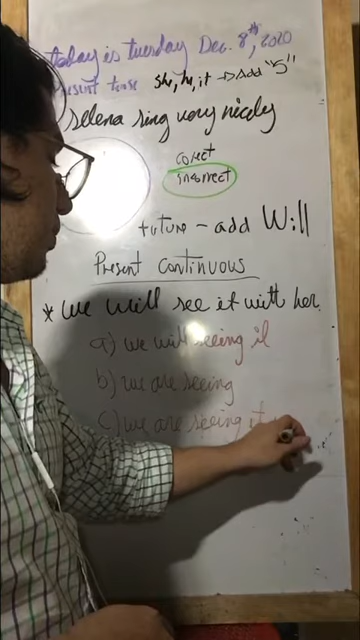 today is tuesday Dec. 8th, 2020
Present tense she, he, it → Add "S"
selena sing very nicely
corect
incorrect
future - add Will
Present Continuous
* We will see it with her.
a) we will seeing it
b) we are seeing
c) we are seeing it